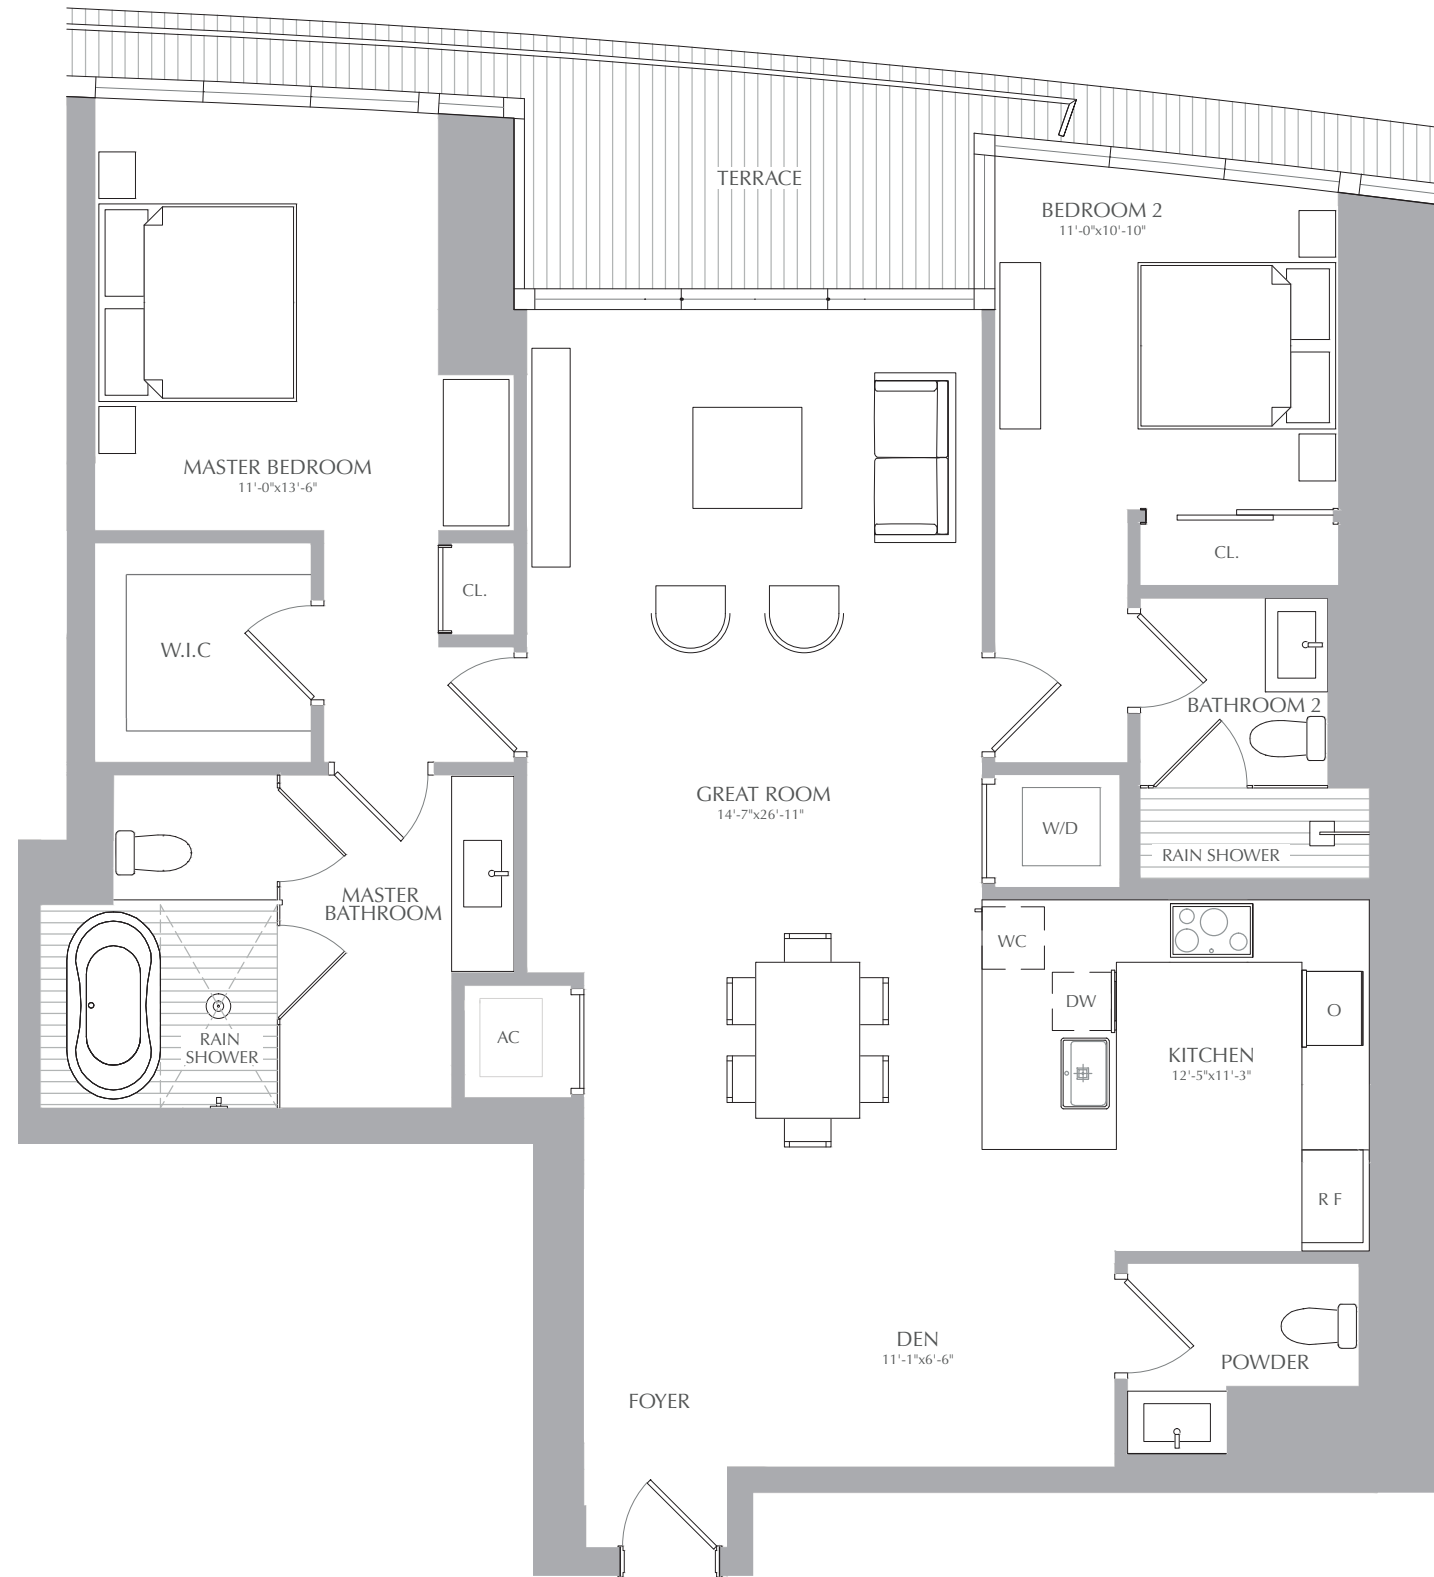 TERRACE
BEDROOM 2
11'-0"x10'-10"
MASTER BEDROOM
11'-0"x13'-6"
CL.
CL.
W.I.C
BATHROOM 2
GREAT ROOM
14'-7"x26'-11"
W/D
RAIN SHOWER
MASTER
BATHROOM
WC
DW
O
RAIN
SHOWER
AC
KITCHEN
12'-5"x11'-3"
R F
DEN
11'-1"x6'-6"
POWDER
FOYER